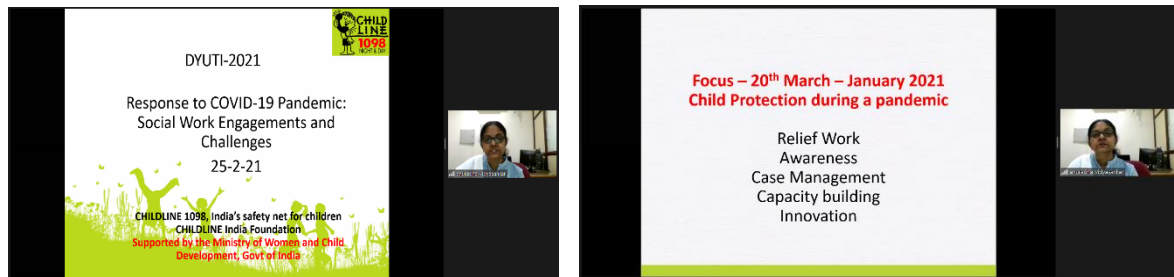 CHILD
LINE
1098
NIGHT & DAY
DYUTI-2021
Response to COVID-19 Pandemic:
Social Work Engagements and
Challenges
25-2-21
CHILDLINE 1098, India's safety net for children
CHILDLINE India Foundation
Supported by the Ministry of Women and Child
Development, Govt of India
Focus – 20th March – January 2021
Child Protection during a pandemic
Relief Work
Awareness
Case Management
Capacity building
Innovation